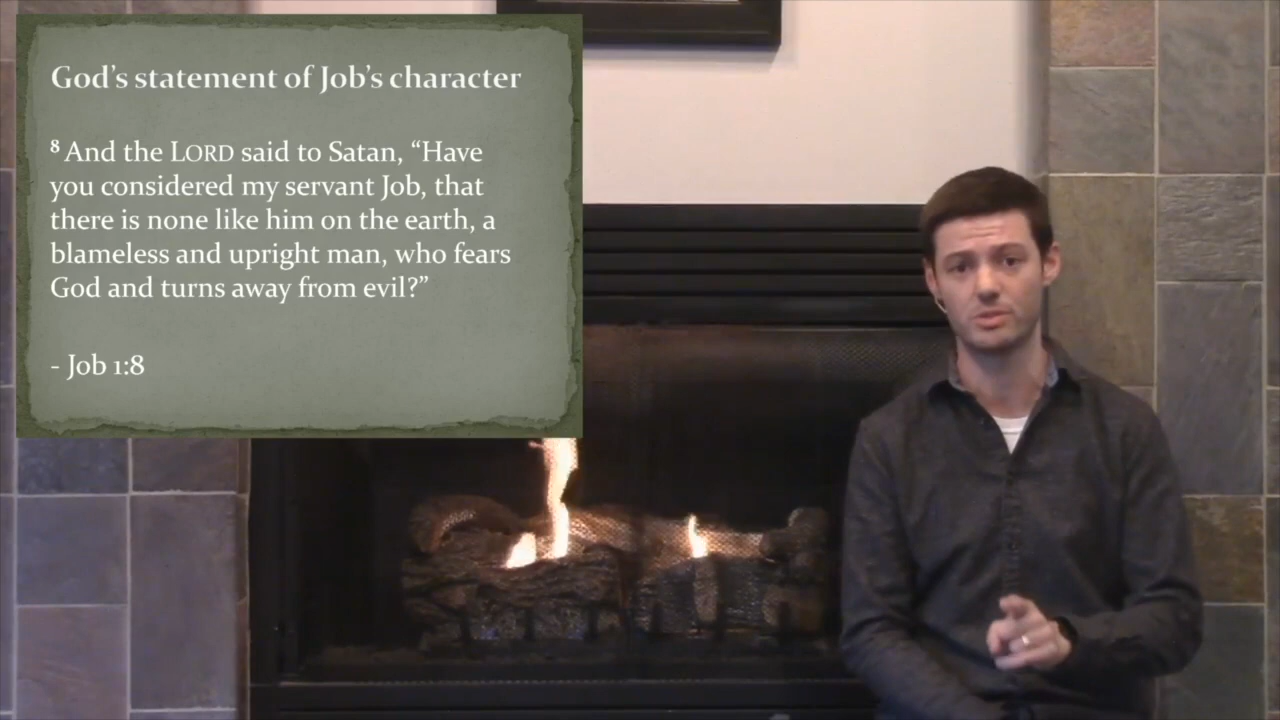 God’s statement of Job’s character
⁸ And the LORD said to Satan, “Have
you considered my servant Job, that
there is none like him on the earth, a
blameless and upright man, who fears
God and turns away from evil?”
- Job 1:8